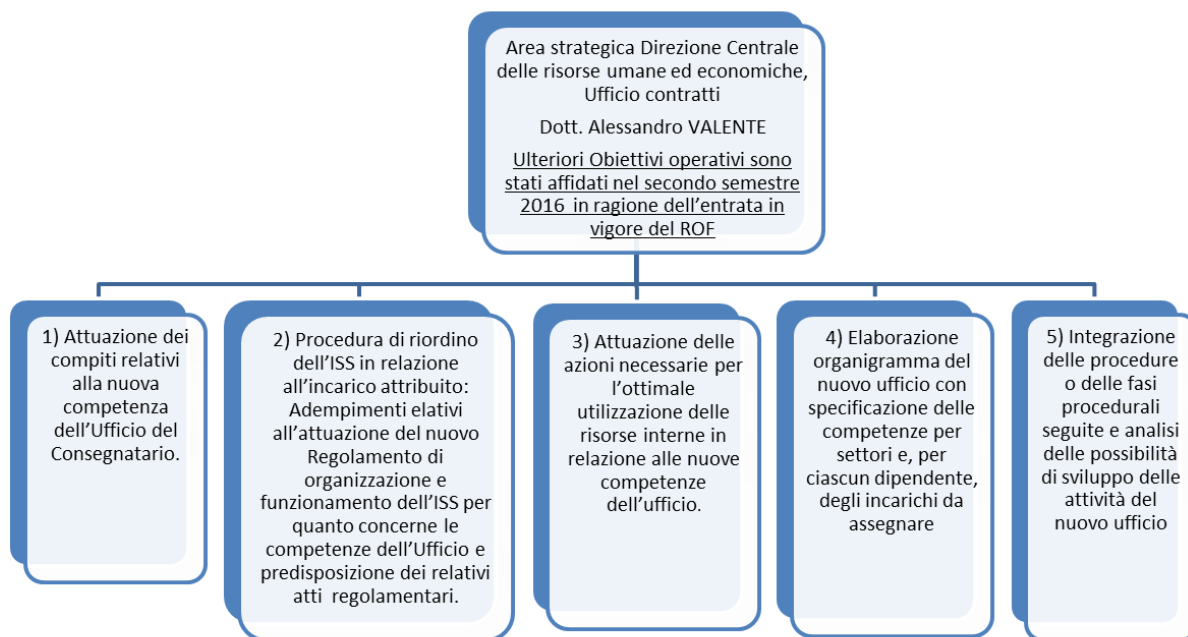 Area strategica Direzione Centrale
delle risorse umane ed economiche,
Ufficio contratti
Dott. Alessandro VALENTE
Ulteriori Obiettivi operativi sono
stati affidati nel secondo semestre
2016 in ragione dell'entrata in
vigore del ROF
1) Attuazione dei
compiti relativi
alla nuova
competenza
dell'Ufficio del
Consegnatario.
2) Procedura di riordino
dell'ISS in relazione
all'incarico attribuito:
Adempimenti elativi
all'attuazione del nuovo
Regolamento di
organizzazione e
funzionamento dell'ISS per
quanto concerne le
competenze dell'Ufficio e
predisposizione dei relativi
atti regolamentari.
3) Attuazione delle
azioni necessarie per
l'ottimale
utilizzazione delle
risorse interne in
relazione alle nuove
competenze
dell'ufficio.
4) Elaborazione
organigramma del
nuovo ufficio con
specificazione delle
competenze per
settori e, per
ciascun dipendente,
degli incarichi da
assegnare
5) Integrazione
delle procedure
o delle fasi
procedurali
seguite e analisi
delle possibilità
di sviluppo delle
attività del
nuovo ufficio